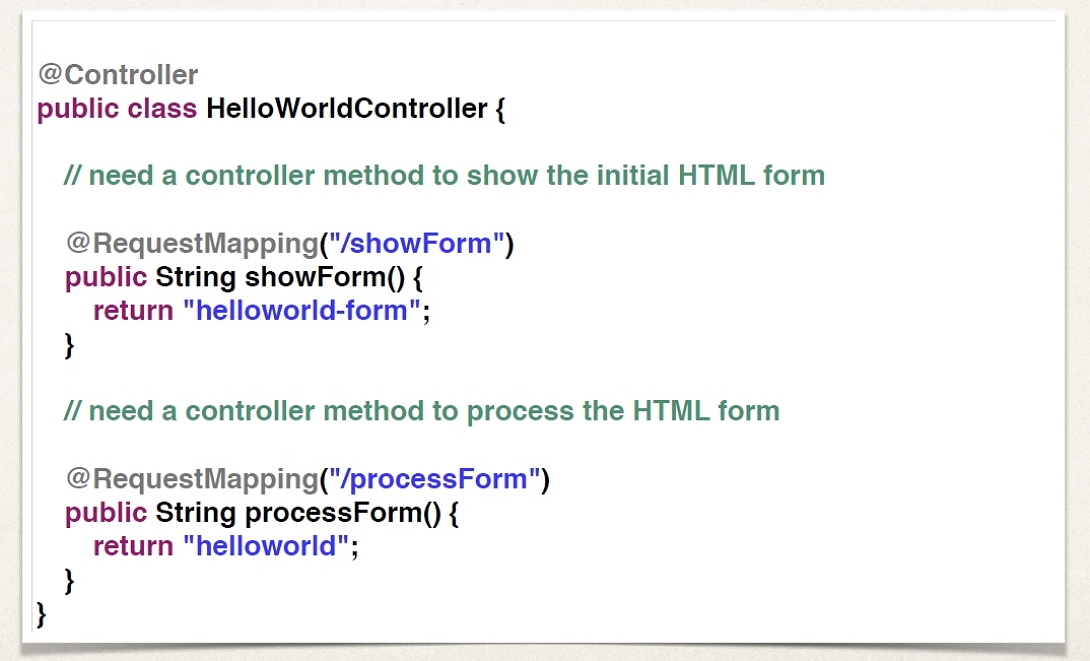 @Controller
public class HelloWorldController {
// need a controller method to show the initial HTML form
@RequestMapping("/showForm")
public String showForm() {
return "helloworld-form";
}
// need a controller method to process the HTML form
@RequestMapping("/processForm")
public String processForm() {
return "helloworld";
}
}